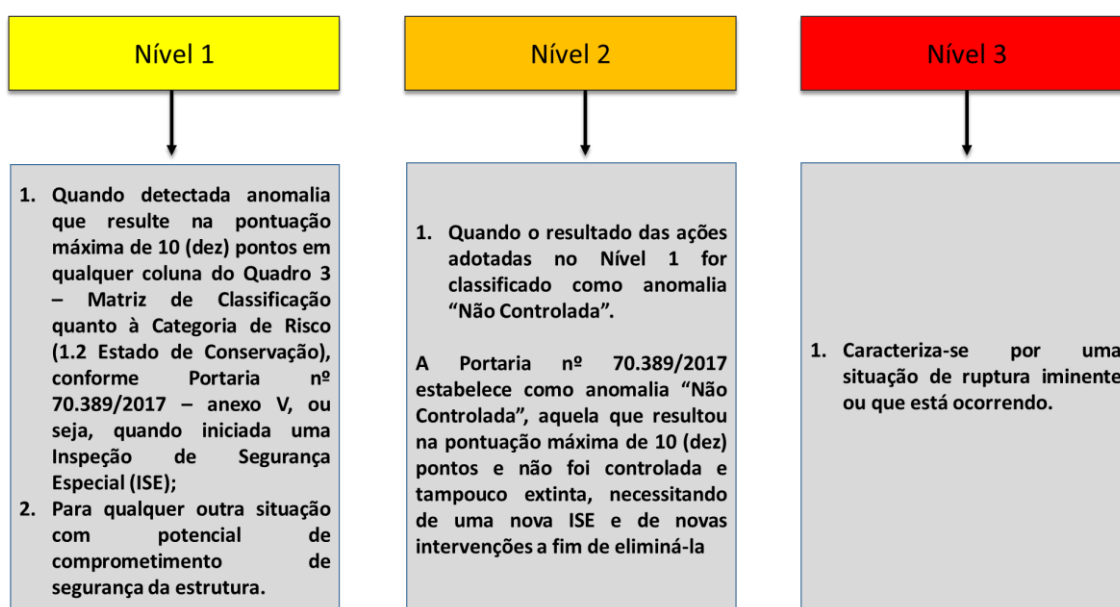 Nível 1
1. Quando detectada anomalia
que resulte na pontuação
máxima de 10 (dez) pontos em
qualquer coluna do Quadro 3
– Matriz de Classificação
quanto à Categoria de Risco
(1.2 Estado de Conservação),
conforme Portaria nº
70.389/2017 – anexo V, ou
seja, quando iniciada uma
Inspeção de Segurança
Especial (ISE);
2. Para qualquer outra situação
com potencial de
comprometimento de
segurança da estrutura.
Nível 2
1. Quando o resultado das ações
adotadas no Nível 1 for
classificado como anomalia
“Não Controlada”.
A Portaria nº 70.389/2017
estabelece como anomalia “Não
Controlada”, aquela que resultou
na pontuação máxima de 10 (dez)
pontos e não foi controlada e
tampouco extinta, necessitando
de uma nova ISE e de novas
intervenções a fim de eliminá-la
Nível 3
1. Caracteriza-se por uma
situação de ruptura iminente
ou que está ocorrendo.